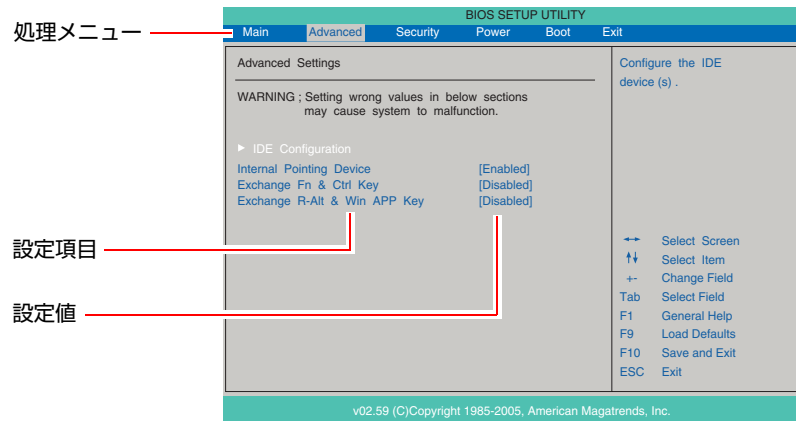 BIOS SETUP UTILITY
処理メニュー
Main Advanced Security Power Boot Exit
Advanced Settings
WARNING ; Setting wrong values in below sections
may cause system to malfunction.
► IDE Configuration
Internal Pointing Device [Enabled]
Exchange Fn & Ctrl Key [Disabled]
Exchange R-Alt & Win APP Key [Disabled]
設定項目
設定値
Configure the IDE
device (s) .
↔ Select Screen
↑↓ Select Item
+- Change Field
Tab Select Field
F1 General Help
F9 Load Defaults
F10 Save and Exit
ESC Exit
v02.59 (C)Copyright 1985-2005, American Magatrends, Inc.